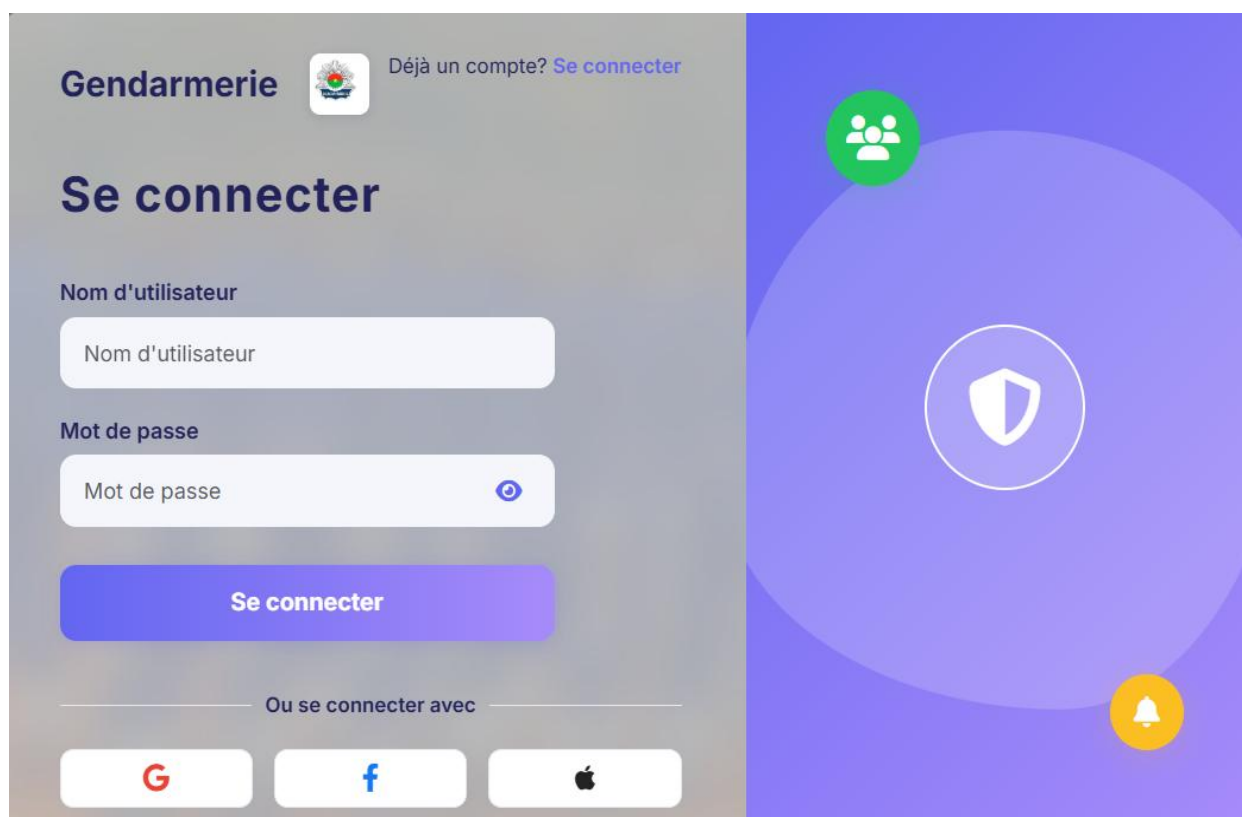 Gendarmerie
Déjà un compte? Se connecter
Se connecter
Nom d'utilisateur
Nom d'utilisateur
Mot de passe
Mot de passe
Se connecter
Ou se connecter avec